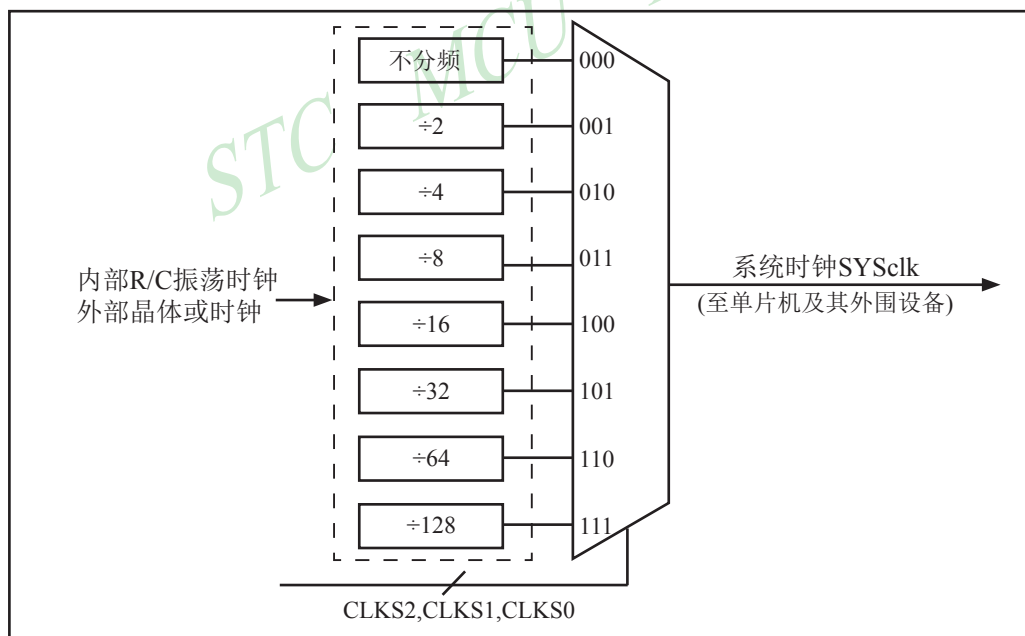 STC MCU
不分频
000
÷2
001
÷4
010
÷8
011
÷16
100
÷32
101
÷64
110
÷128
111
内部R/C振荡时钟
外部晶体或时钟
系统时钟SYSclk
(至单片机及其外围设备)
CLKS2,CLKS1,CLKS0